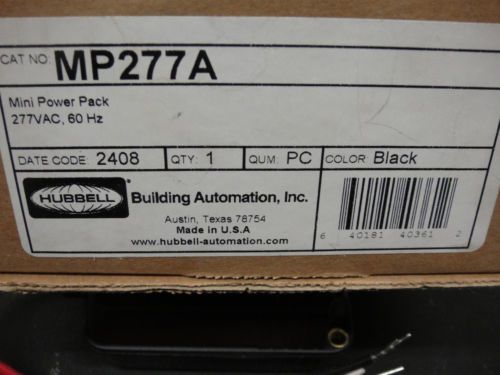 CAT NO: MP277A
Mini Power Pack
277VAC, 60 Hz
DATE CODE: 2408 QTY: 1 QUM: PC COLOR: Black
HUBBELL Building Automation, Inc.
Austin, Texas 78754
Made in U.S.A
www.hubbell-automation.com
6 40181 40361 2